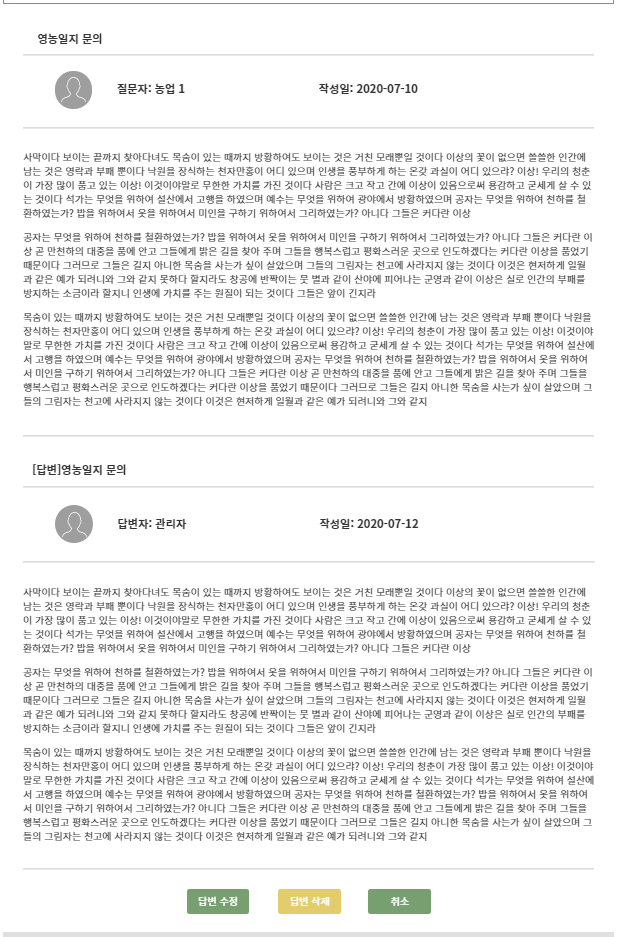 영농일지 문의
질문자: 농업 1
작성일: 2020-07-10
사막이다 보이는 끝까지 찾아다녀도 목숨이 있는 때까지 방황하여도 보이는 것은 거친 모래뿐일 것이다 이상의 꽃이 없으면 쓸쓸한 인간에
남는 것은 영락과 부패 뿐이다 낙원을 장식하는 천자만홍이 어디 있으며 인생을 풍부하게 하는 온갖 과실이 어디 있으랴? 이상! 우리의 청춘
이 가장 많이 품고 있는 이상! 이것이야말로 무한한 가치를 가진 것이다 사람은 크고 작고 간에 이상이 있음으로써 용감하고 굳세게 살 수 있
는 것이다 석가는 무엇을 위하여 설산에서 고행을 하였으며 예수는 무엇을 위하여 광야에서 방황하였으며 공자는 무엇을 위하여 천하를 철
환하였는가? 밥을 위하여서 옷을 위하여서 미인을 구하기 위하여서 그리하였는가? 아니다 그들은 커다란 이상
공자는 무엇을 위하여 천하를 철환하였는가? 밥을 위하여서 옷을 위하여서 미인을 구하기 위하여서 그리하였는가? 아니다 그들은 커다란 이
상 곧 만천하의 대중을 품에 안고 그들에게 밝은 길을 찾아 주며 그들을 행복스럽고 평화스러운 곳으로 인도하겠다는 커다란 이상을 품었기
때문이다 그러므로 그들은 길지 아니한 목숨을 사는가 싶이 살았으며 그들의 그림자는 천고에 사라지지 않는 것이다 이것은 현저하게 일월
과 같은 예가 되려니와 그와 같지 못하다 할지라도 창공에 반짝이는 뭇 별과 같이 산야에 피어나는 군영과 같이 이상은 실로 인간의 부패를
방지하는 소금이라 할지니 인생에 가치를 주는 원질이 되는 것이다 그들은 앞이 긴지라
목숨이 있는 때까지 방황하여도 보이는 것은 거친 모래뿐일 것이다 이상의 꽃이 없으면 쓸쓸한 인간에 남는 것은 영락과 부패 뿐이다 낙원을
장식하는 천자만홍이 어디 있으며 인생을 풍부하게 하는 온갖 과실이 어디 있으랴? 이상! 우리의 청춘이 가장 많이 품고 있는 이상! 이것이야
말로 무한한 가치를 가진 것이다 사람은 크고 작고 간에 이상이 있음으로써 용감하고 굳세게 살 수 있는 것이다 석가는 무엇을 위하여 설산에
서 고행을 하였으며 예수는 무엇을 위하여 광야에서 방황하였으며 공자는 무엇을 위하여 천하를 철환하였는가? 밥을 위하여서 옷을 위하여
서 미인을 구하기 위하여서 그리하였는가? 아니다 그들은 커다란 이상 곧 만천하의 대중을 품에 안고 그들에게 밝은 길을 찾아 주며 그들을
행복스럽고 평화스러운 곳으로 인도하겠다는 커다란 이상을 품었기 때문이다 그러므로 그들은 길지 아니한 목숨을 사는가 싶이 살았으며 그
들의 그림자는 천고에 사라지지 않는 것이다 이것은 현저하게 일월과 같은 예가 되려니와 그와 같지
[답변]영농일지 문의
답변자: 관리자
작성일: 2020-07-12
사막이다 보이는 끝까지 찾아다녀도 목숨이 있는 때까지 방황하여도 보이는 것은 거친 모래뿐일 것이다 이상의 꽃이 없으면 쓸쓸한 인간에
남는 것은 영락과 부패 뿐이다 낙원을 장식하는 천자만홍이 어디 있으며 인생을 풍부하게 하는 온갖 과실이 어디 있으랴? 이상! 우리의 청춘
이 가장 많이 품고 있는 이상! 이것이야말로 무한한 가치를 가진 것이다 사람은 크고 작고 간에 이상이 있음으로써 용감하고 굳세게 살 수 있
는 것이다 석가는 무엇을 위하여 설산에서 고행을 하였으며 예수는 무엇을 위하여 광야에서 방황하였으며 공자는 무엇을 위하여 천하를 철
환하였는가? 밥을 위하여서 옷을 위하여서 미인을 구하기 위하여서 그리하였는가? 아니다 그들은 커다란 이상
공자는 무엇을 위하여 천하를 철환하였는가? 밥을 위하여서 옷을 위하여서 미인을 구하기 위하여서 그리하였는가? 아니다 그들은 커다란 이
상 곧 만천하의 대중을 품에 안고 그들에게 밝은 길을 찾아 주며 그들을 행복스럽고 평화스러운 곳으로 인도하겠다는 커다란 이상을 품었기
때문이다 그러므로 그들은 길지 아니한 목숨을 사는가 싶이 살았으며 그들의 그림자는 천고에 사라지지 않는 것이다 이것은 현저하게 일월
과 같은 예가 되려니와 그와 같지 못하다 할지라도 창공에 반짝이는 뭇 별과 같이 산야에 피어나는 군영과 같이 이상은 실로 인간의 부패를
방지하는 소금이라 할지니 인생에 가치를 주는 원질이 되는 것이다 그들은 앞이 긴지라
목숨이 있는 때까지 방황하여도 보이는 것은 거친 모래뿐일 것이다 이상의 꽃이 없으면 쓸쓸한 인간에 남는 것은 영락과 부패 뿐이다 낙원을
장식하는 천자만홍이 어디 있으며 인생을 풍부하게 하는 온갖 과실이 어디 있으랴? 이상! 우리의 청춘이 가장 많이 품고 있는 이상! 이것이야
말로 무한한 가치를 가진 것이다 사람은 크고 작고 간에 이상이 있음으로써 용감하고 굳세게 살 수 있는 것이다 석가는 무엇을 위하여 설산에
서 고행을 하였으며 예수는 무엇을 위하여 광야에서 방황하였으며 공자는 무엇을 위하여 천하를 철환하였는가? 밥을 위하여서 옷을 위하여
서 미인을 구하기 위하여서 그리하였는가? 아니다 그들은 커다란 이상 곧 만천하의 대중을 품에 안고 그들에게 밝은 길을 찾아 주며 그들을
행복스럽고 평화스러운 곳으로 인도하겠다는 커다란 이상을 품었기 때문이다 그러므로 그들은 길지 아니한 목숨을 사는가 싶이 살았으며 그
들의 그림자는 천고에 사라지지 않는 것이다 이것은 현저하게 일월과 같은 예가 되려니와 그와 같지
답변 수정
답변 삭제
취소